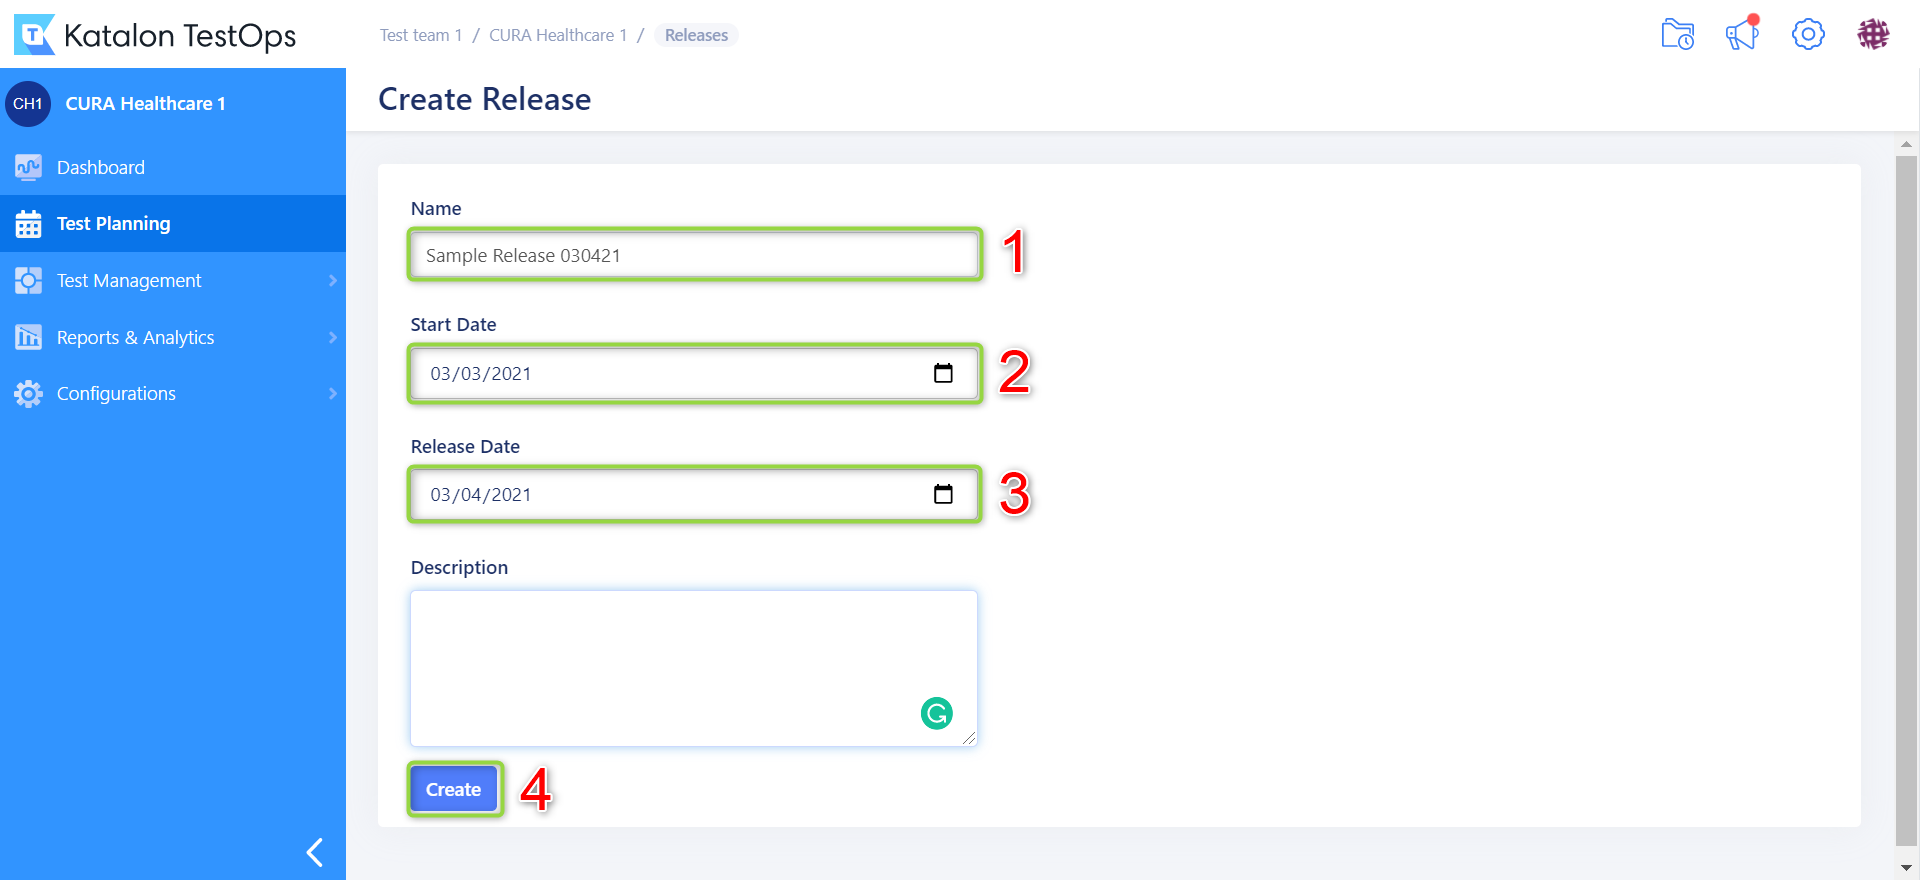 Katalon TestOps
Test team 1 / CURA Healthcare 1 / Releases
CH1 CURA Healthcare 1
Dashboard
Test Planning
Test Management
Reports & Analytics
Configurations
Create Release
Name
Sample Release 030421
1
Start Date
03/03/2021
2
Release Date
03/04/2021
3
Description
Create
4